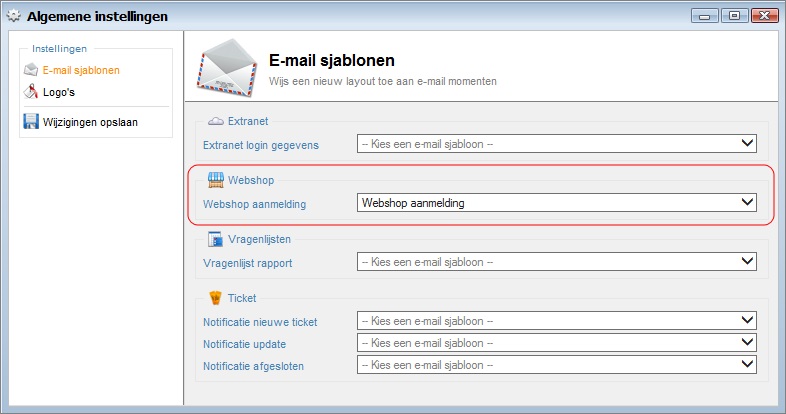 Algemene instellingen
Instellingen
E-mail sjablonen
Logo's
Wijzigingen opslaan
E-mail sjablonen
Wijs een nieuw layout toe aan e-mail momenten
Extranet
Extranet login gegevens -- Kies een e-mail sjabloon --
Webshop
Webshop aanmelding Webshop aanmelding
Vragenlijsten
Vragenlijst rapport -- Kies een e-mail sjabloon --
Ticket
Notificatie nieuwe ticket -- Kies een e-mail sjabloon --
Notificatie update -- Kies een e-mail sjabloon --
Notificatie afgesloten -- Kies een e-mail sjabloon --